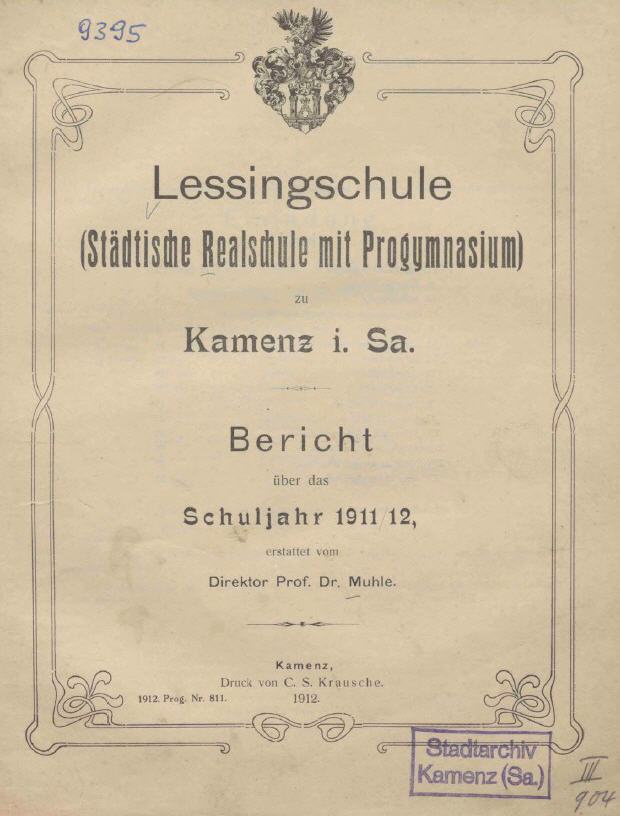 9395
Lessingschule
(Städtische Realschule mit Progymnasium)
zu
Kamenz i. Sa.
Bericht
über das
Schuljahr 1911/12,
erstattet vom
Direktor Prof. Dr. Muhle.
Kamenz,
Druck von C. S. Krausche.
1912. Prog. Nr. 811.
1912.
Stadtarchiv
Kamenz (Sa.)
III
904